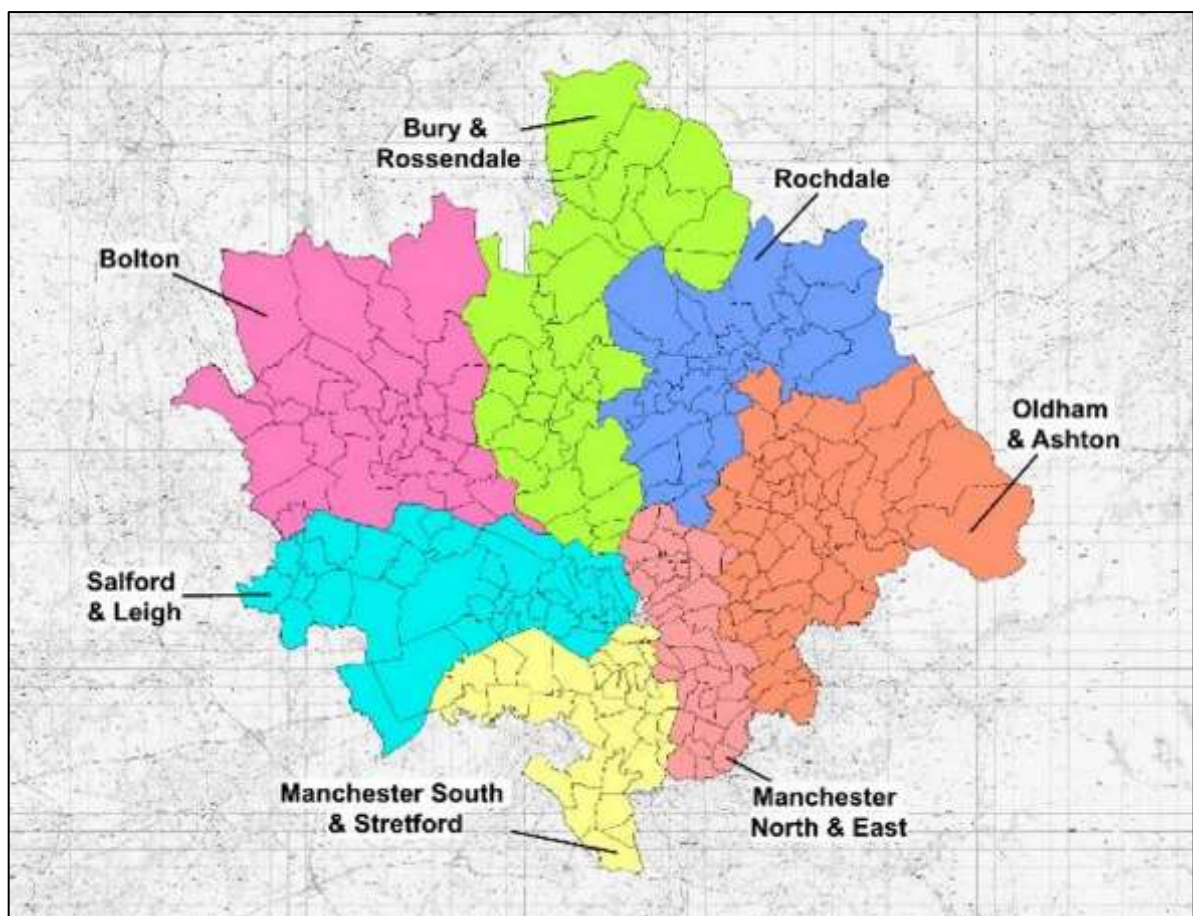 Bury &
Rossendale
Rochdale
Bolton
Oldham
& Ashton
Salford
& Leigh
Manchester South
& Stretford
Manchester
North & East